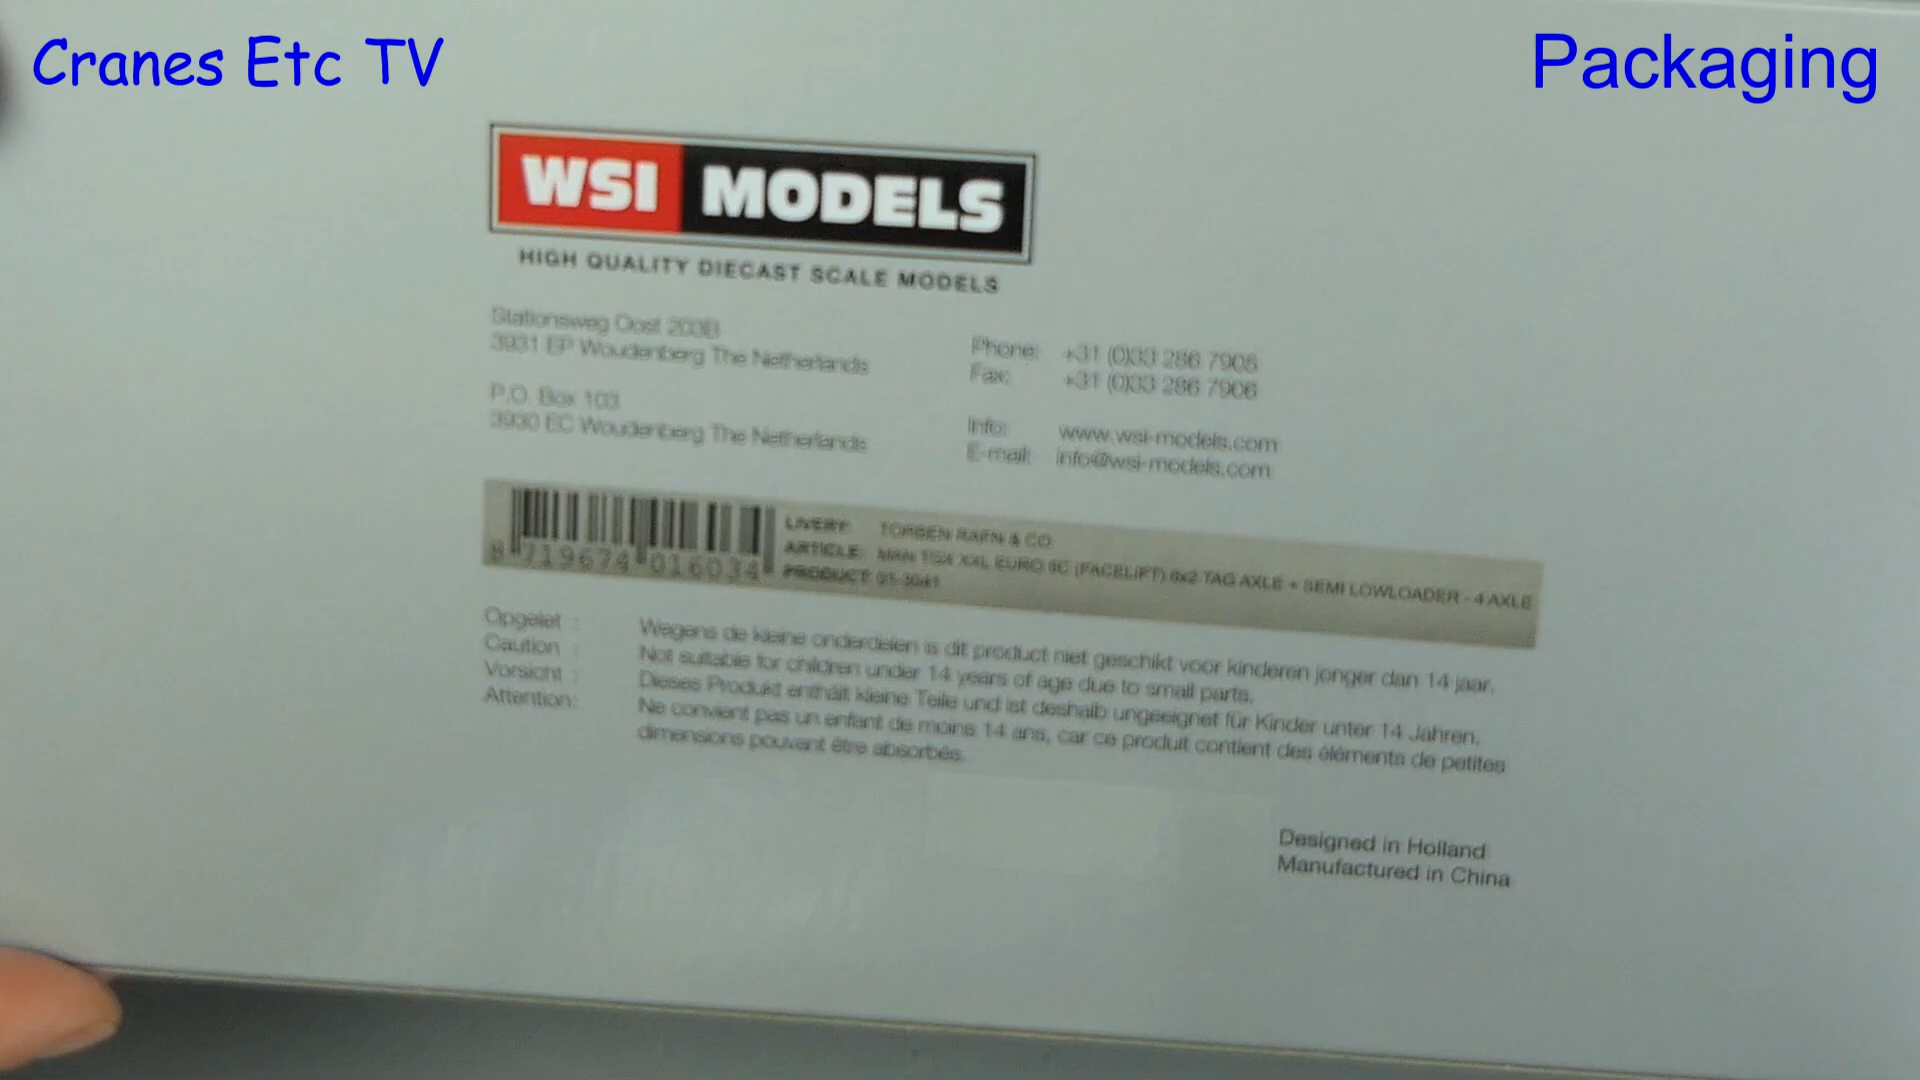 Cranes Etc TV
Packaging
WSI MODELS
HIGH QUALITY DIECAST SCALE MODELS
Stationsweg Oost 203B
3931 EP Woudenberg The Netherlands
P.O. Box 103
3930 EC Woudenberg The Netherlands
Phone: +31 (0)33 286 7905
Fax: +31 (0)33 286 7906
Info: www.wsi-models.com
E-mail: info@wsi-models.com
8 719674 016034
LIVERY: TORBEN RAFN & CO
ARTICLE: MAN TGX XXL EURO 6C (FACELIFT) 6x2 TAG AXLE + SEMI LOWLOADER - 4 AXLE
PRODUCT: 01-3041
Opgelet : Wegens de kleine onderdelen is dit product niet geschikt voor kinderen jonger dan 14 jaar.
Caution : Not suitable for children under 14 years of age due to small parts.
Vorsicht : Dieses Produkt enthält kleine Teile und ist deshalb ungeeignet für Kinder unter 14 Jahren.
Attention: Ne convient pas un enfant de moins 14 ans, car ce produit contient des éléments de petites
dimensions pouvant être absorbés.
Designed in Holland
Manufactured in China